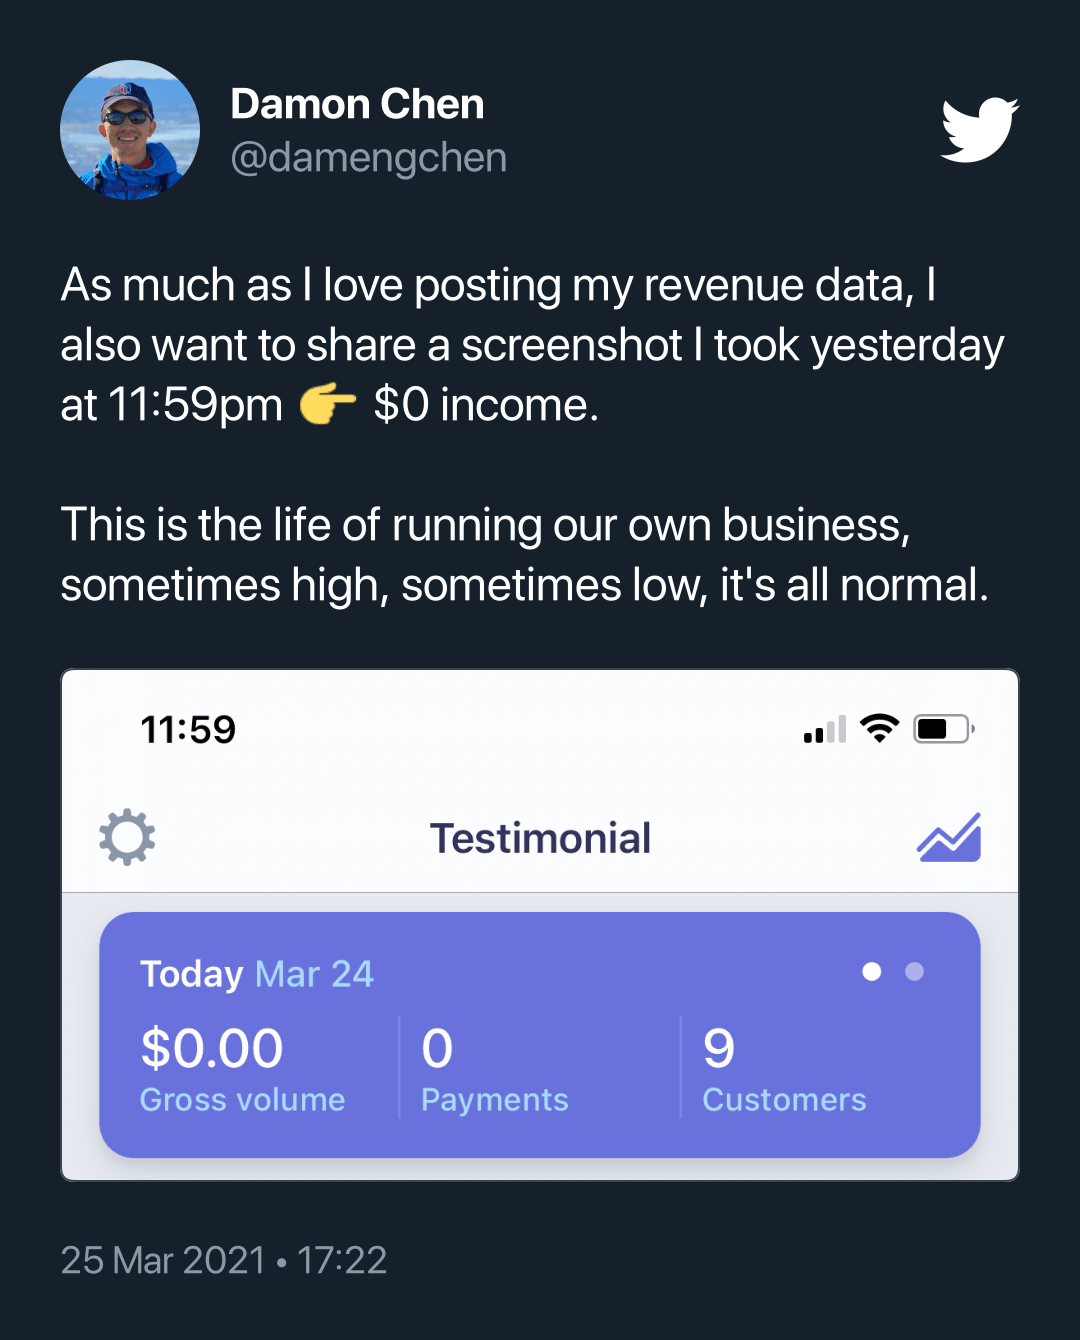 Damon Chen
@damengchen
As much as I love posting my revenue data, I
also want to share a screenshot I took yesterday
at 11:59pm 👉 $0 income.
This is the life of running our own business,
sometimes high, sometimes low, it's all normal.
11:59
Testimonial
Today Mar 24
$0.00 0 9
Gross volume Payments Customers
25 Mar 2021 • 17:22